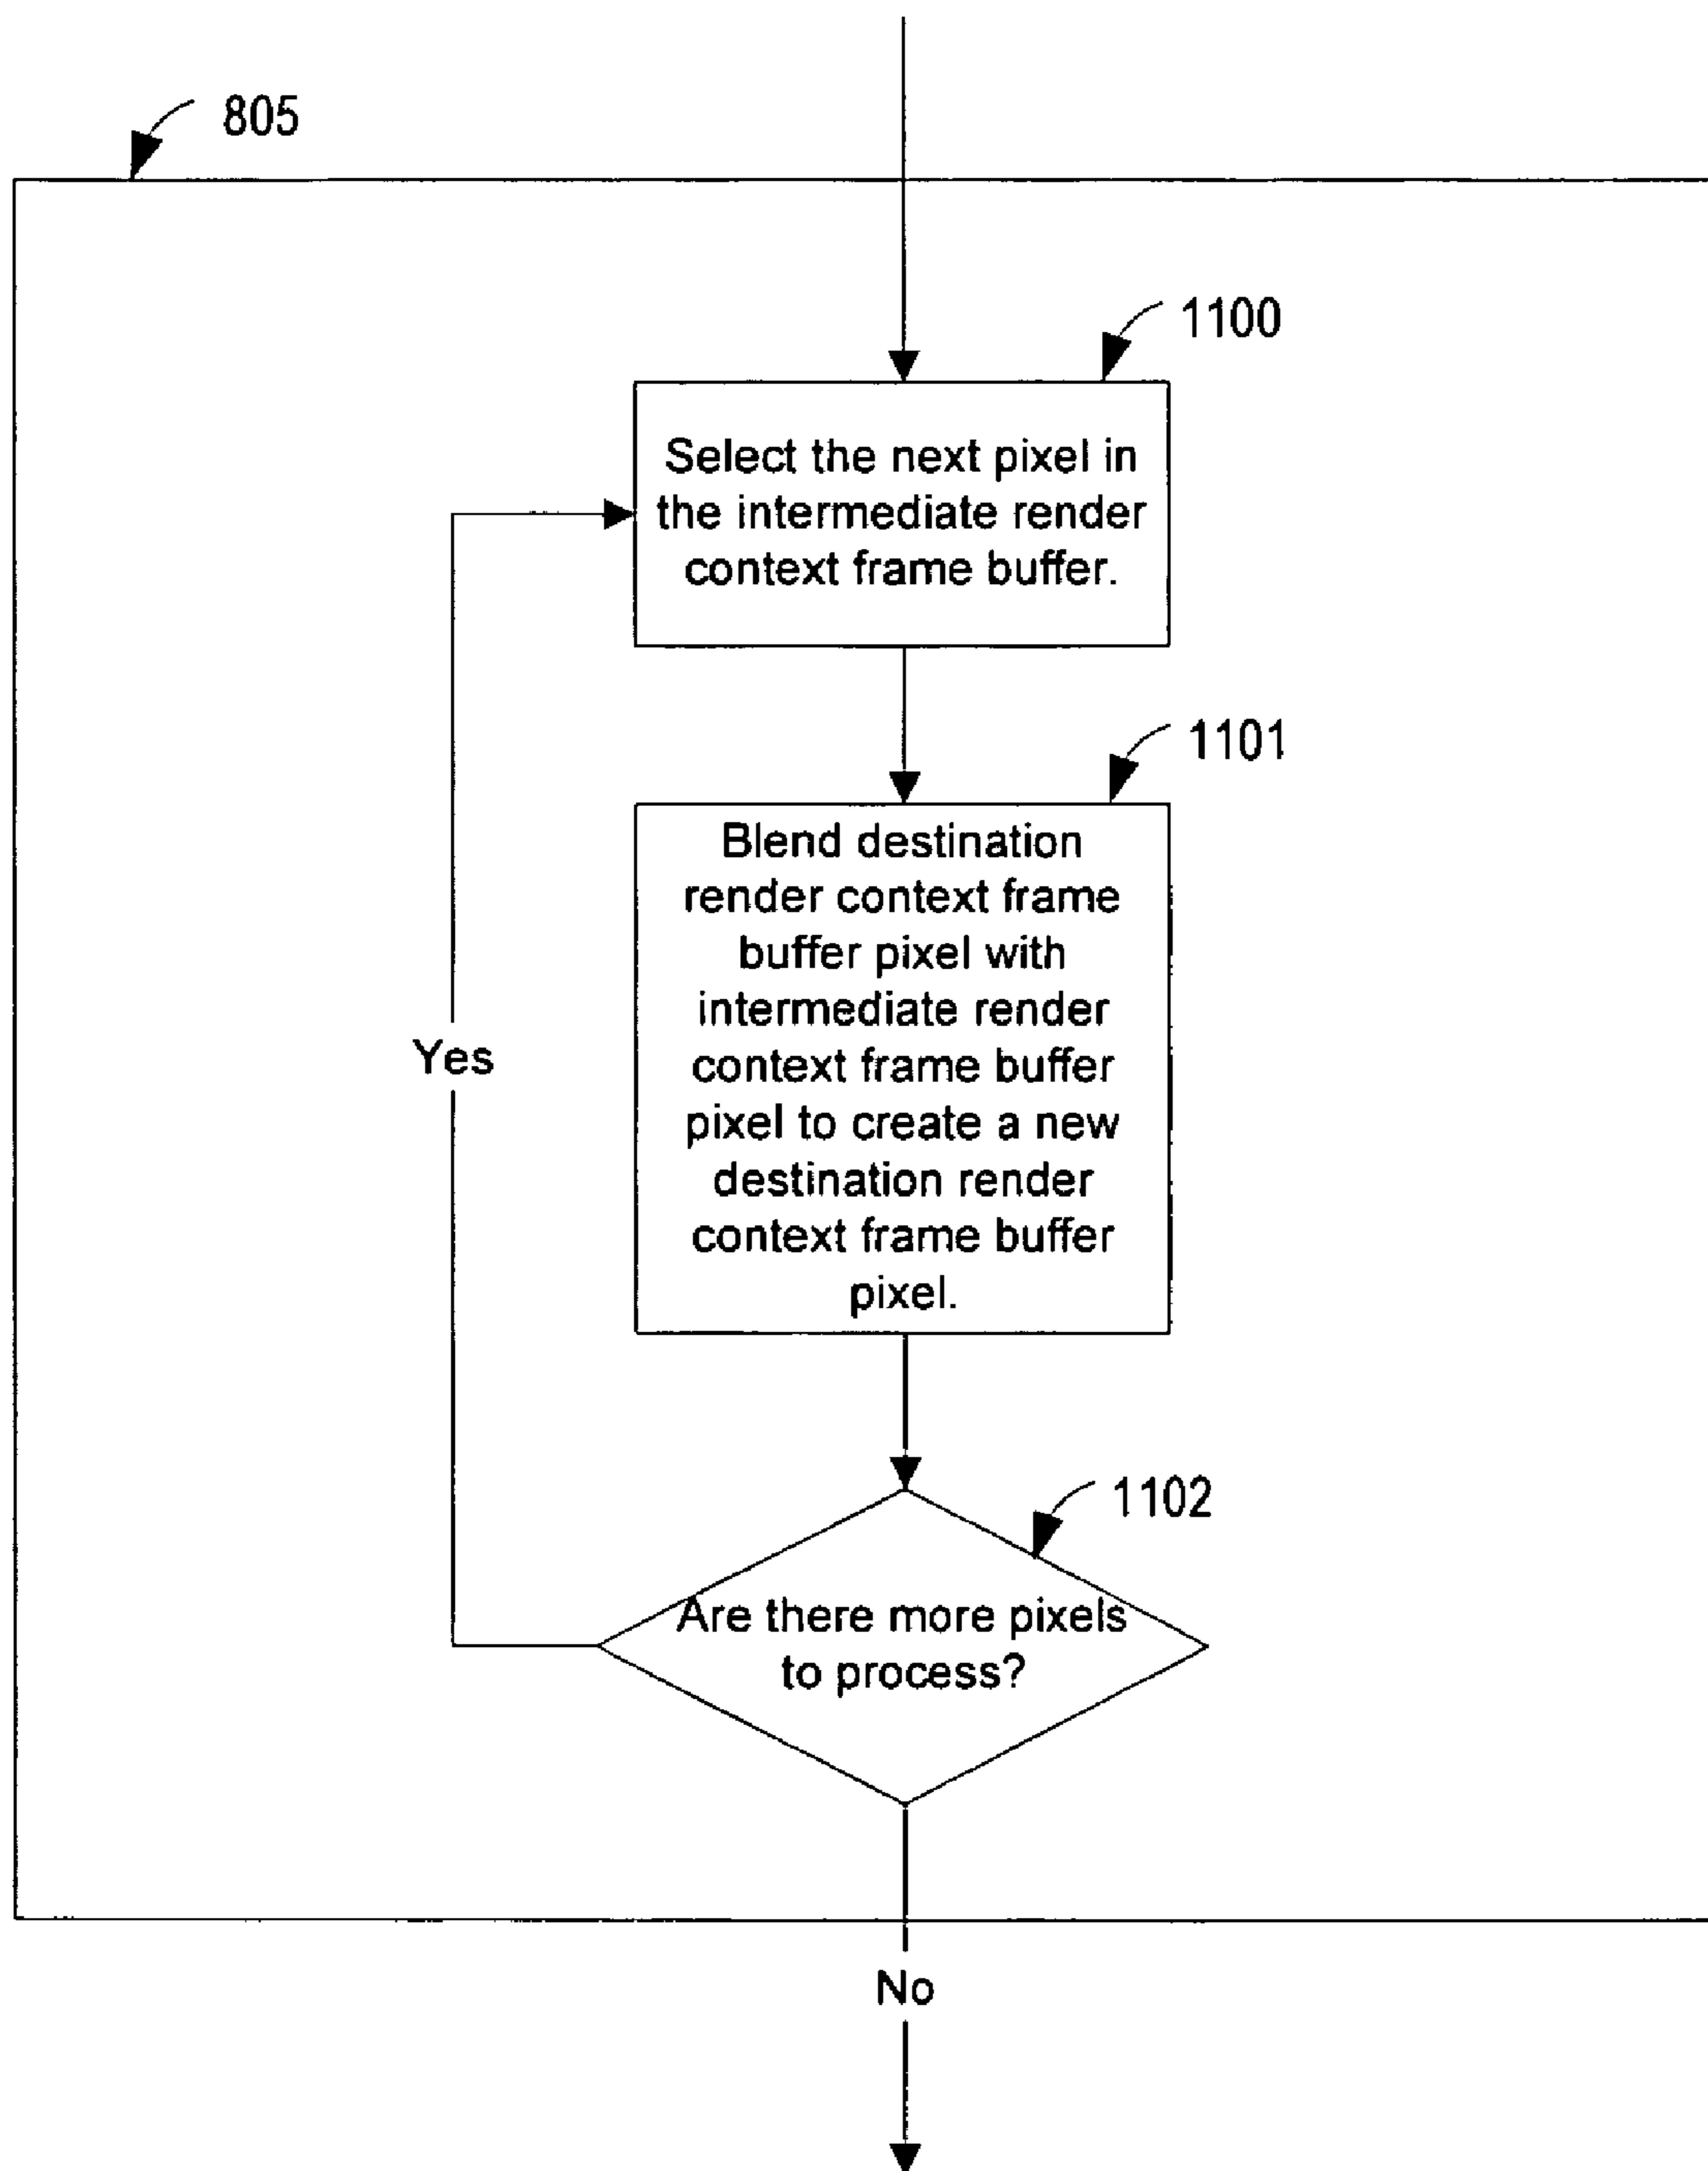 805
1100
Select the next pixel in
the intermediate render
context frame buffer.
1101
Blend destination
render context frame
buffer pixel with
intermediate render
context frame buffer
pixel to create a new
destination render
context frame buffer
pixel.
Yes
1102
Are there more pixels
to process?
No